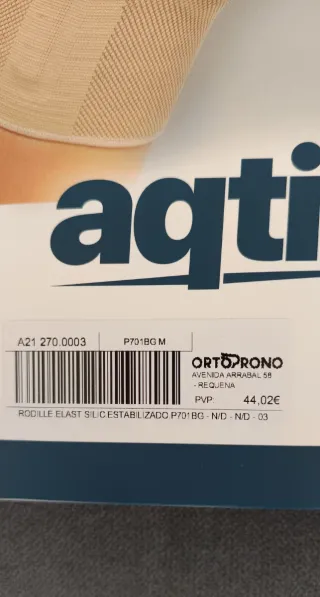 aqti
A21 270.0003
P701BG M
ORTOPRONO
AVENIDA ARRABAL 58
- REQUENA
PVP: 44,02€
RODILLE ELAST SILIC ESTABILIZADO P701BG - N/D - N/D - 03